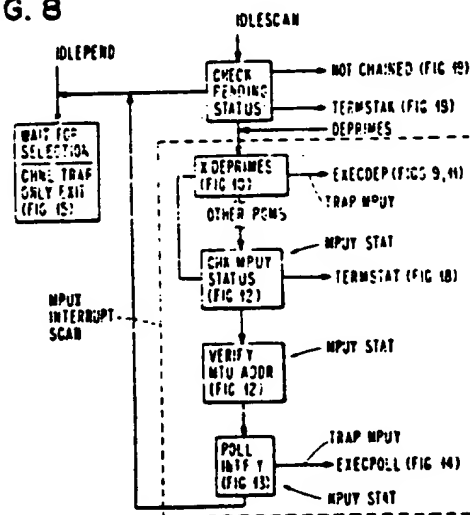 G. 8
IDLESCAN
IDLEPEND
CHECK
PENDING
STATUS
NOT CHAINED (FIG 19)
TERMSTAK (FIG 19)
DEPRIMES
WAIT FOR
SELECTION
CHNL TRAP
ONLY EXIT
(FIG 15)
X DEPRIMES
(FIG 10)
EXECDEP (FIGS 9,11)
TRAP MPUY
OTHER PGMS
MPUY STAT
CHK MPUY
STATUS
(FIG 12)
TERMSTAT (FIG 18)
MPUX
INTERRUPT
SCAN
MPUY STAT
VERIFY
MTU ADDR
(FIG 12)
TRAP MPUY
POLL
INTF Y
(FIG 13)
EXECPOLL (FIG 14)
MPUY STAT